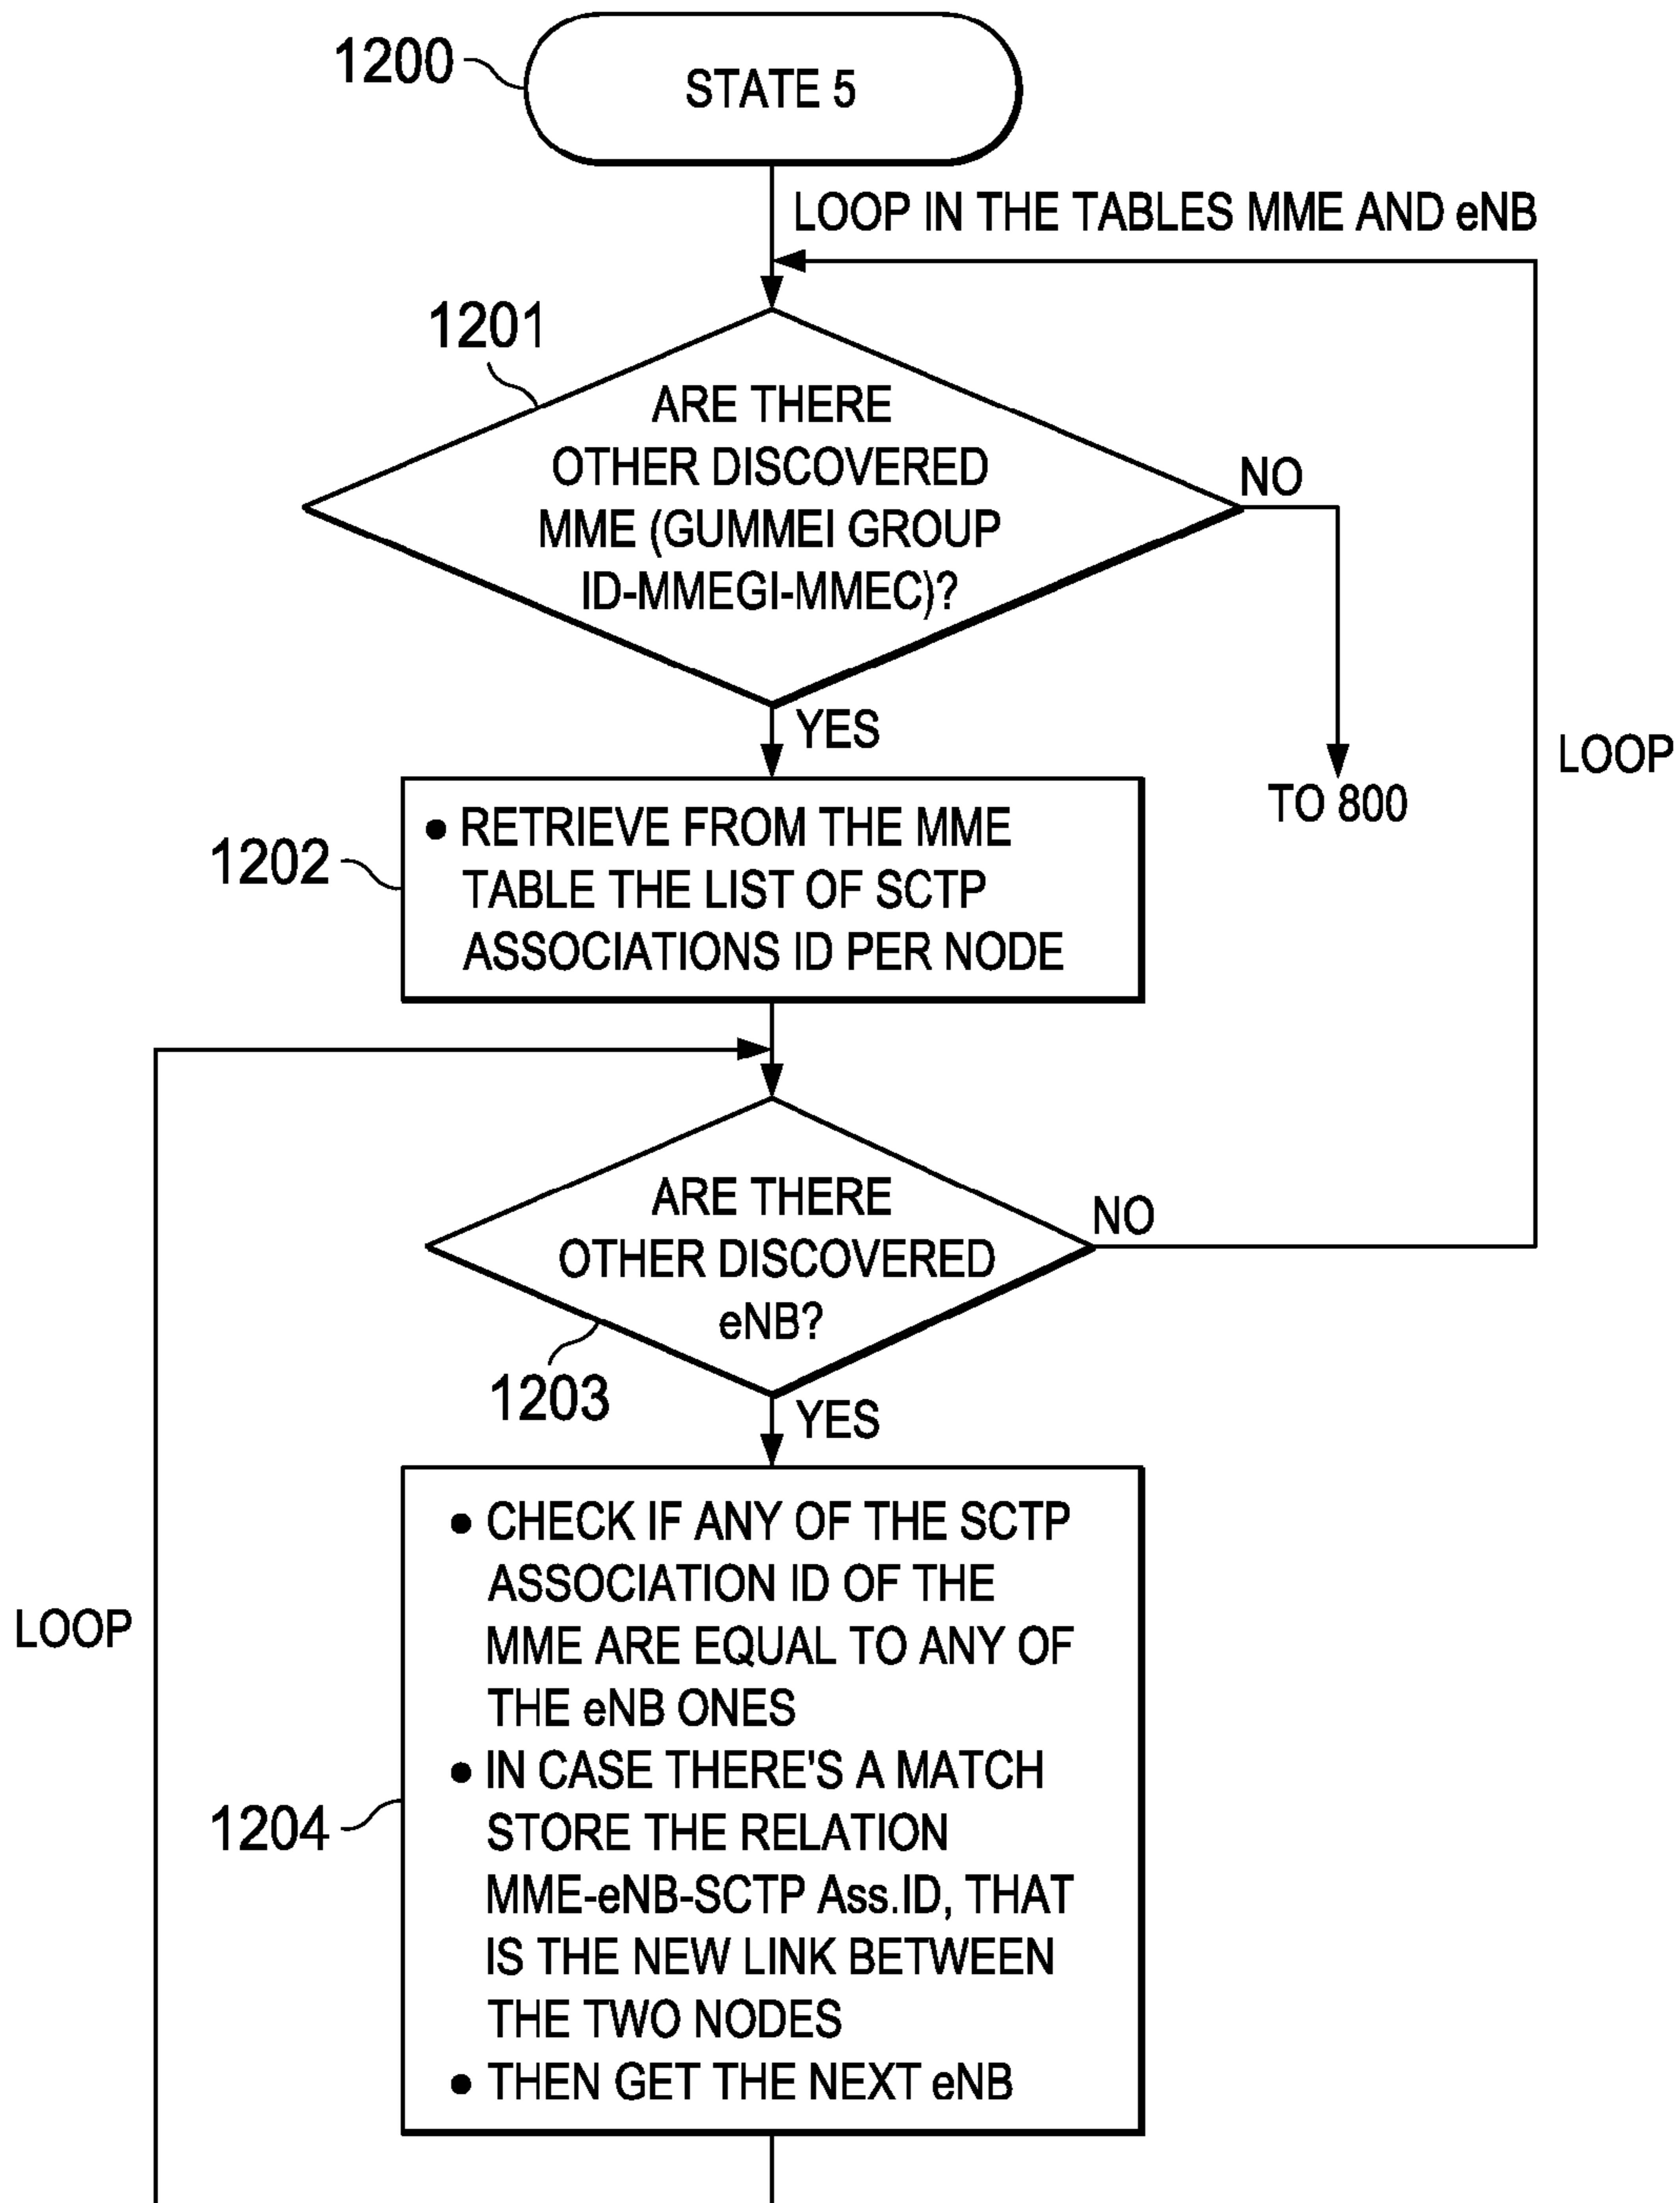 1200
STATE 5
LOOP IN THE TABLES MME AND eNB
1201
ARE THERE
OTHER DISCOVERED
MME (GUMMEI GROUP
ID-MMEGI-MMEC)?
NO
YES
TO 800
LOOP
1202
• RETRIEVE FROM THE MME
TABLE THE LIST OF SCTP
ASSOCIATIONS ID PER NODE
ARE THERE
OTHER DISCOVERED
eNB?
NO
1203
YES
LOOP
1204
• CHECK IF ANY OF THE SCTP
ASSOCIATION ID OF THE
MME ARE EQUAL TO ANY OF
THE eNB ONES
• IN CASE THERE'S A MATCH
STORE THE RELATION
MME-eNB-SCTP Ass.ID, THAT
IS THE NEW LINK BETWEEN
THE TWO NODES
• THEN GET THE NEXT eNB